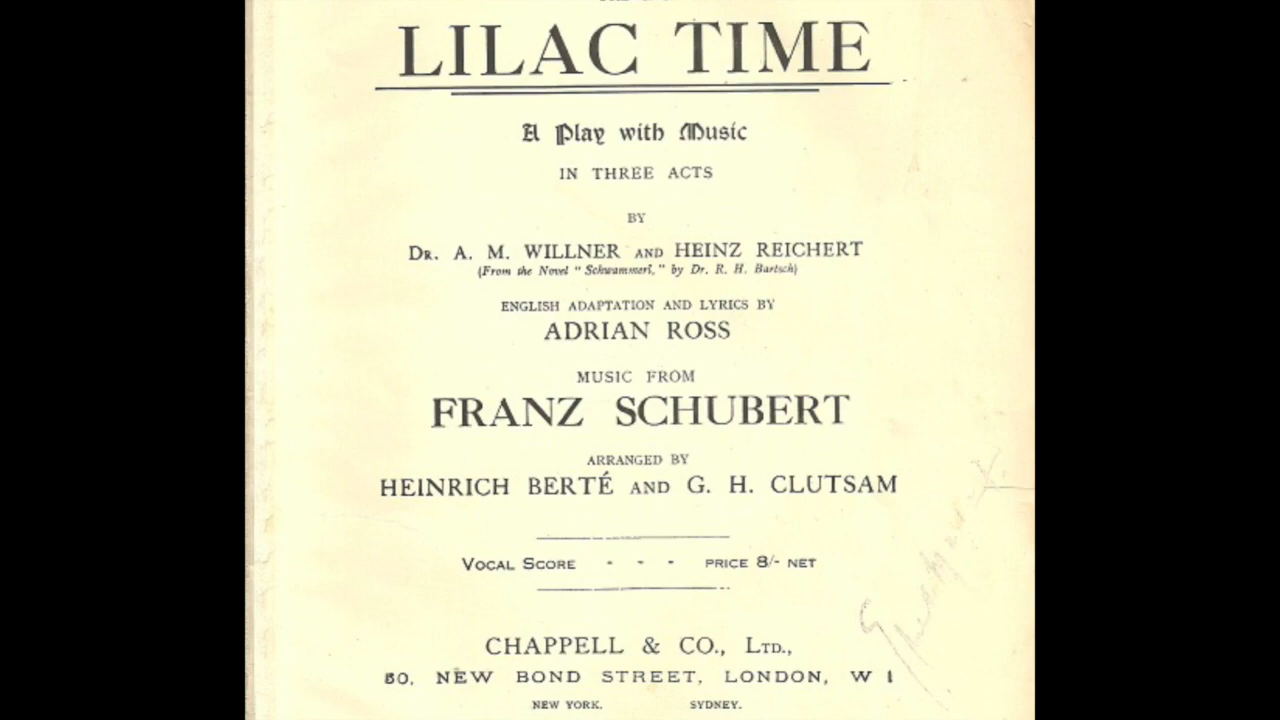 LILAC TIME
A Play with Music
IN THREE ACTS
BY
DR. A. M. WILLNER AND HEINZ REICHERT
(From the Novel "Schwammerl," by Dr. R. H. Bartsch)
ENGLISH ADAPTATION AND LYRICS BY
ADRIAN ROSS
MUSIC FROM
FRANZ SCHUBERT
ARRANGED BY
HEINRICH BERTÉ AND G. H. CLUTSAM
VOCAL SCORE - - - PRICE 8/- NET
CHAPPELL & CO., LTD.,
50, NEW BOND STREET, LONDON, W 1
NEW YORK. SYDNEY.